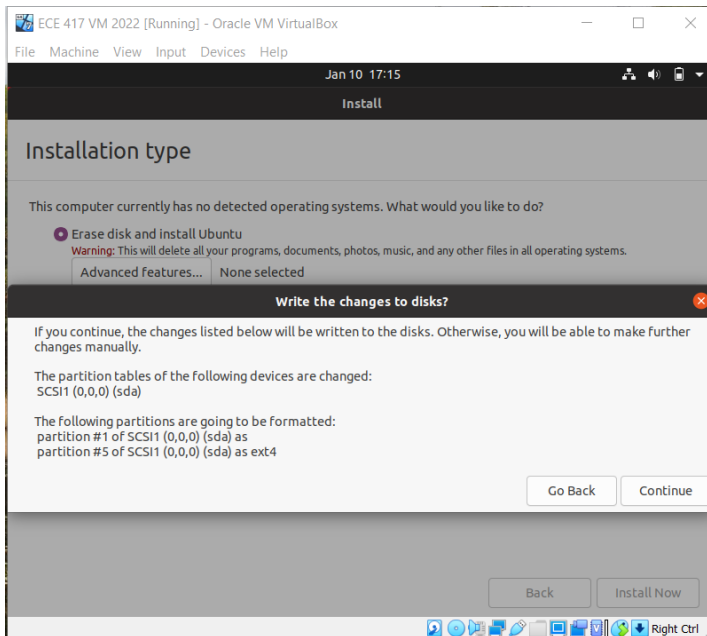 ECE 417 VM 2022 [Running] - Oracle VM VirtualBox
File Machine View Input Devices Help
Jan 10 17:15
Install
Installation type
This computer currently has no detected operating systems. What would you like to do?
Erase disk and install Ubuntu
Warning: This will delete all your programs, documents, photos, music, and any other files in all operating systems.
Advanced features... None selected
Write the changes to disks?
If you continue, the changes listed below will be written to the disks. Otherwise, you will be able to make further
changes manually.
The partition tables of the following devices are changed:
SCSI1 (0,0,0) (sda)
The following partitions are going to be formatted:
partition #1 of SCSI1 (0,0,0) (sda) as
partition #5 of SCSI1 (0,0,0) (sda) as ext4
Go Back Continue
Back Install Now
Right Ctrl